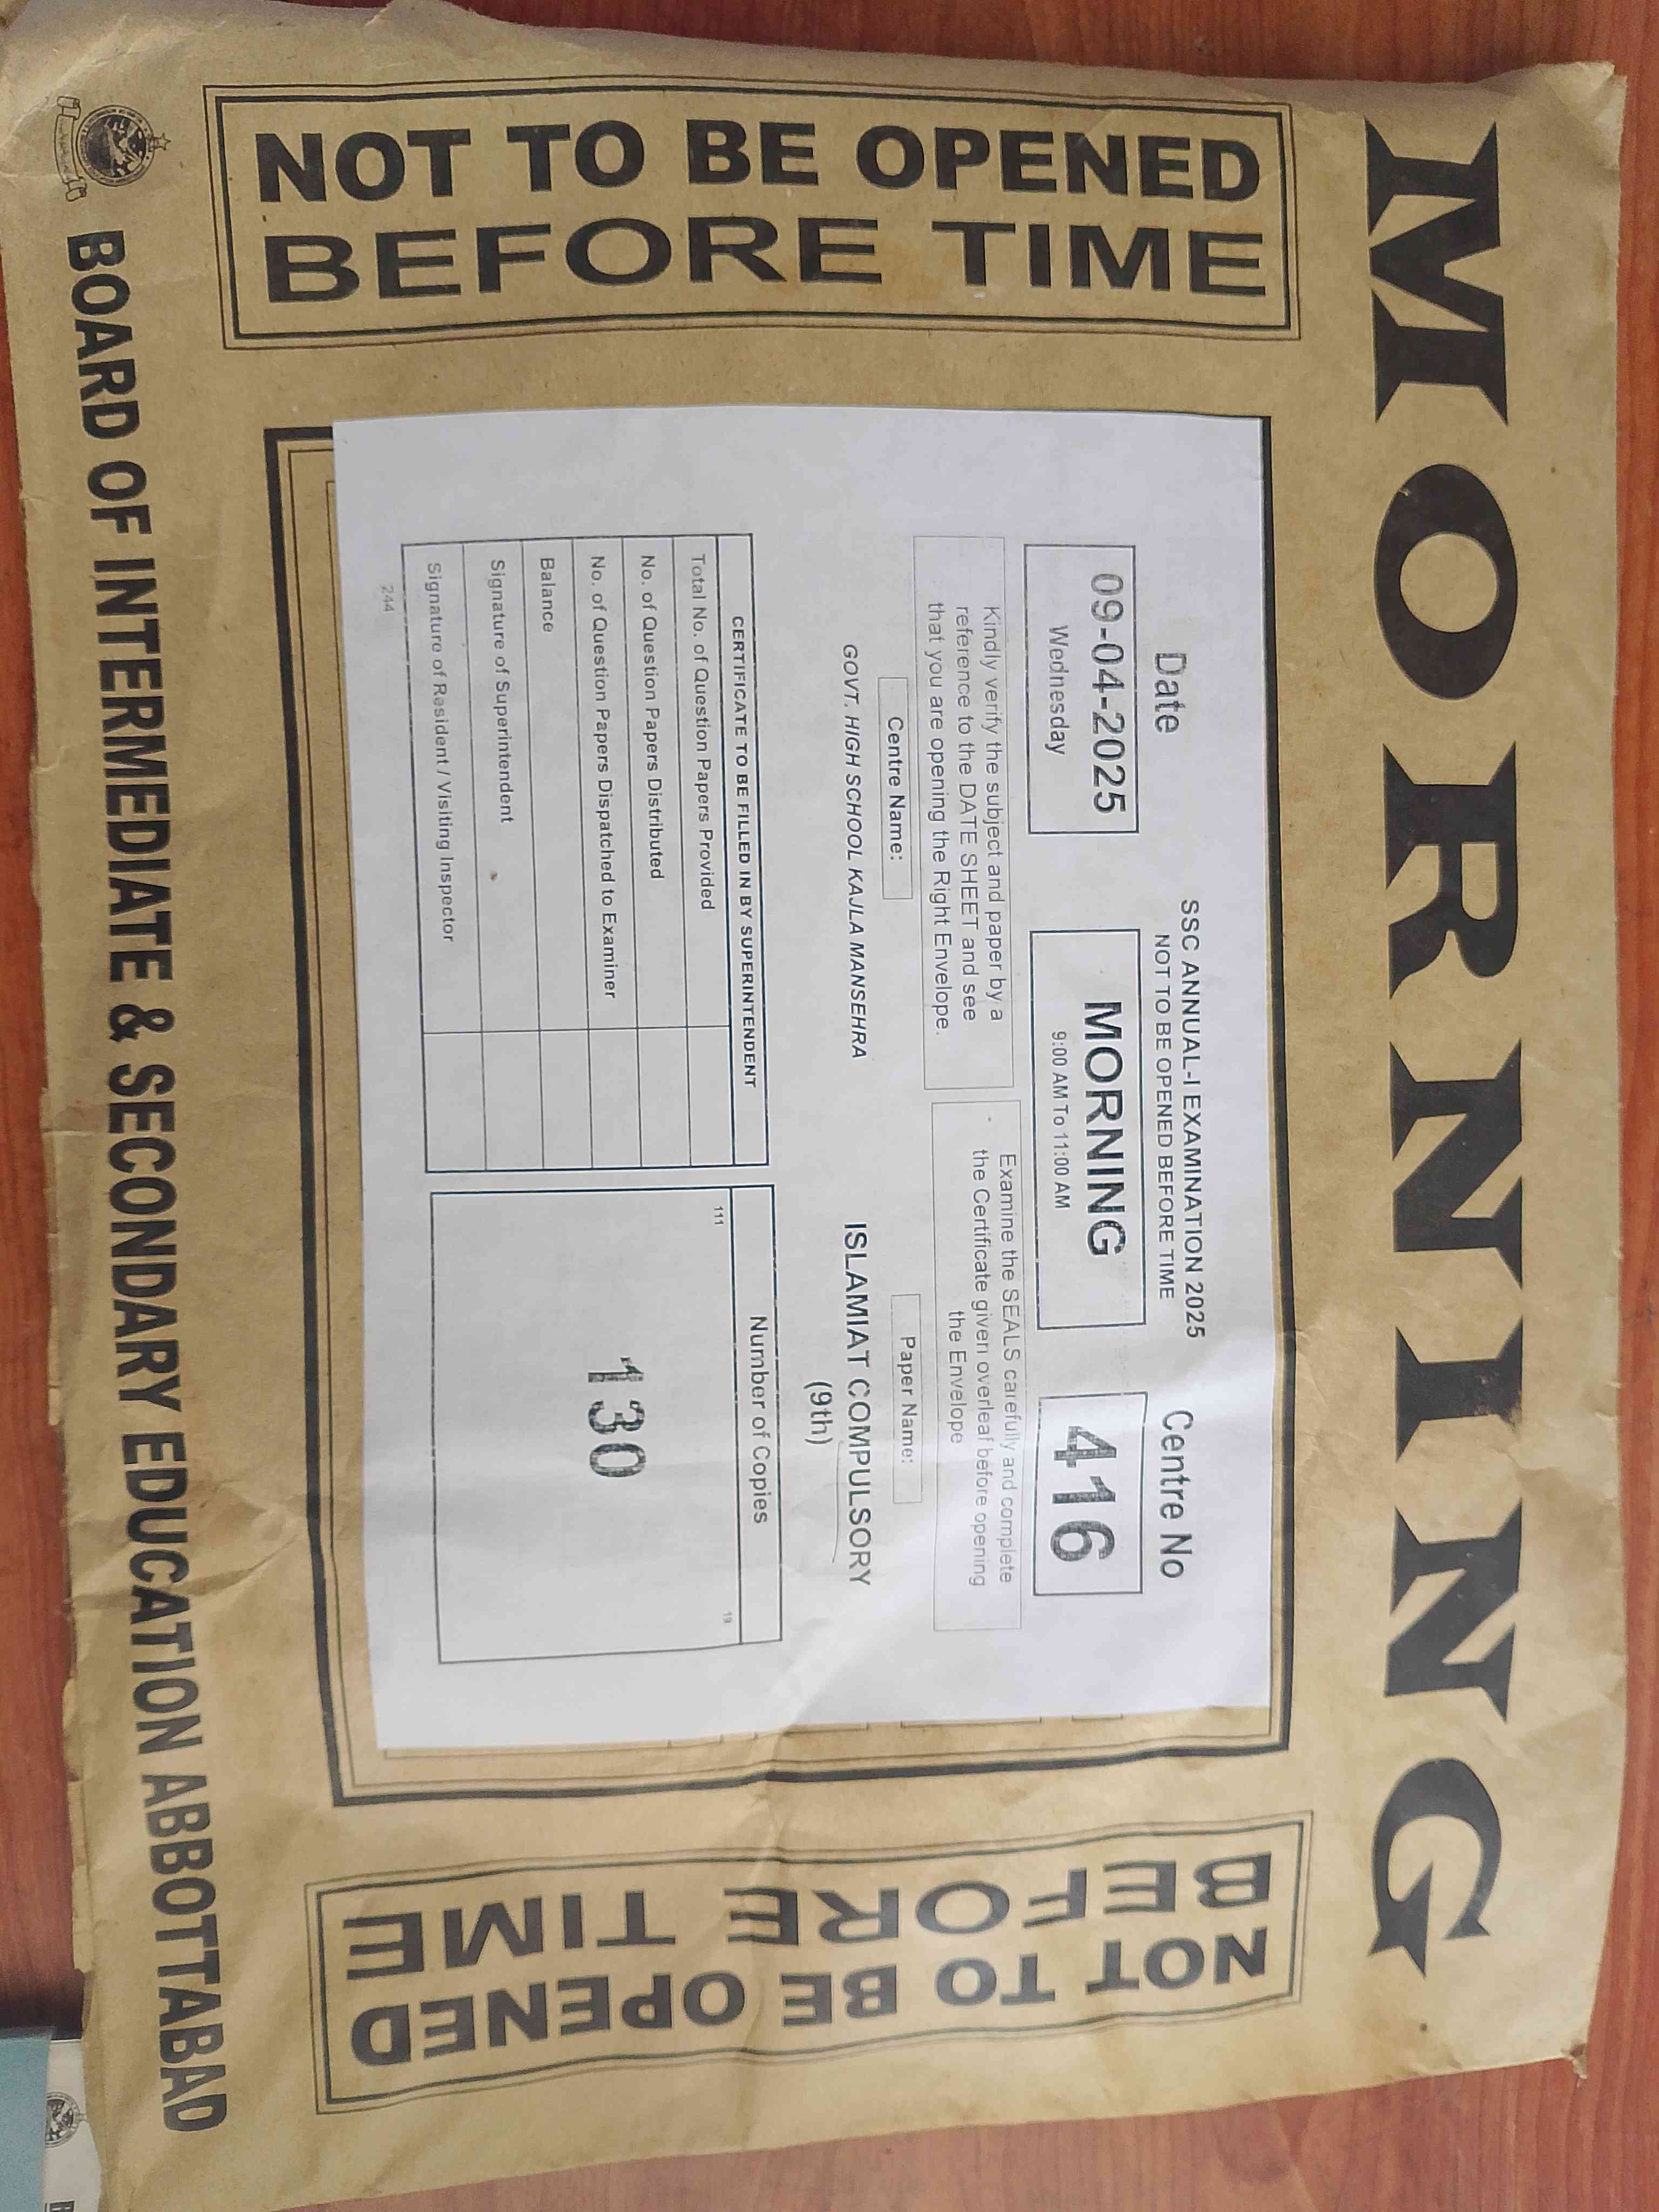 MORNING
NOT TO BE OPENED
BEFORE TIME
SSC ANNUAL-I EXAMINATION 2025
NOT TO BE OPENED BEFORE TIME
Date
09-04-2025
Wednesday
MORNING
9:00 AM To 11:00 AM
Centre No
416
Kindly verify the subject and paper by a
reference to the DATE SHEET and see
that you are opening the Right Envelope.
Examine the SEALS carefully and complete
the Certificate given overleaf before opening
the Envelope
Centre Name:
GOVT. HIGH SCHOOL KAJLA MANSEHRA
Paper Name:
ISLAMIAT COMPULSORY
(9th)
CERTIFICATE TO BE FILLED IN BY SUPERINTENDENT
Total No. of Question Papers Provided
No. of Question Papers Distributed
No. of Question Papers Dispatched to Examiner
Balance
Signature of Superintendent
Signature of Resident / Visiting Inspector
244
Number of Copies
111
19
130
NOT TO BE OPENED
BEFORE TIME
BOARD OF INTERMEDIATE & SECONDARY EDUCATION ABBOTTABAD